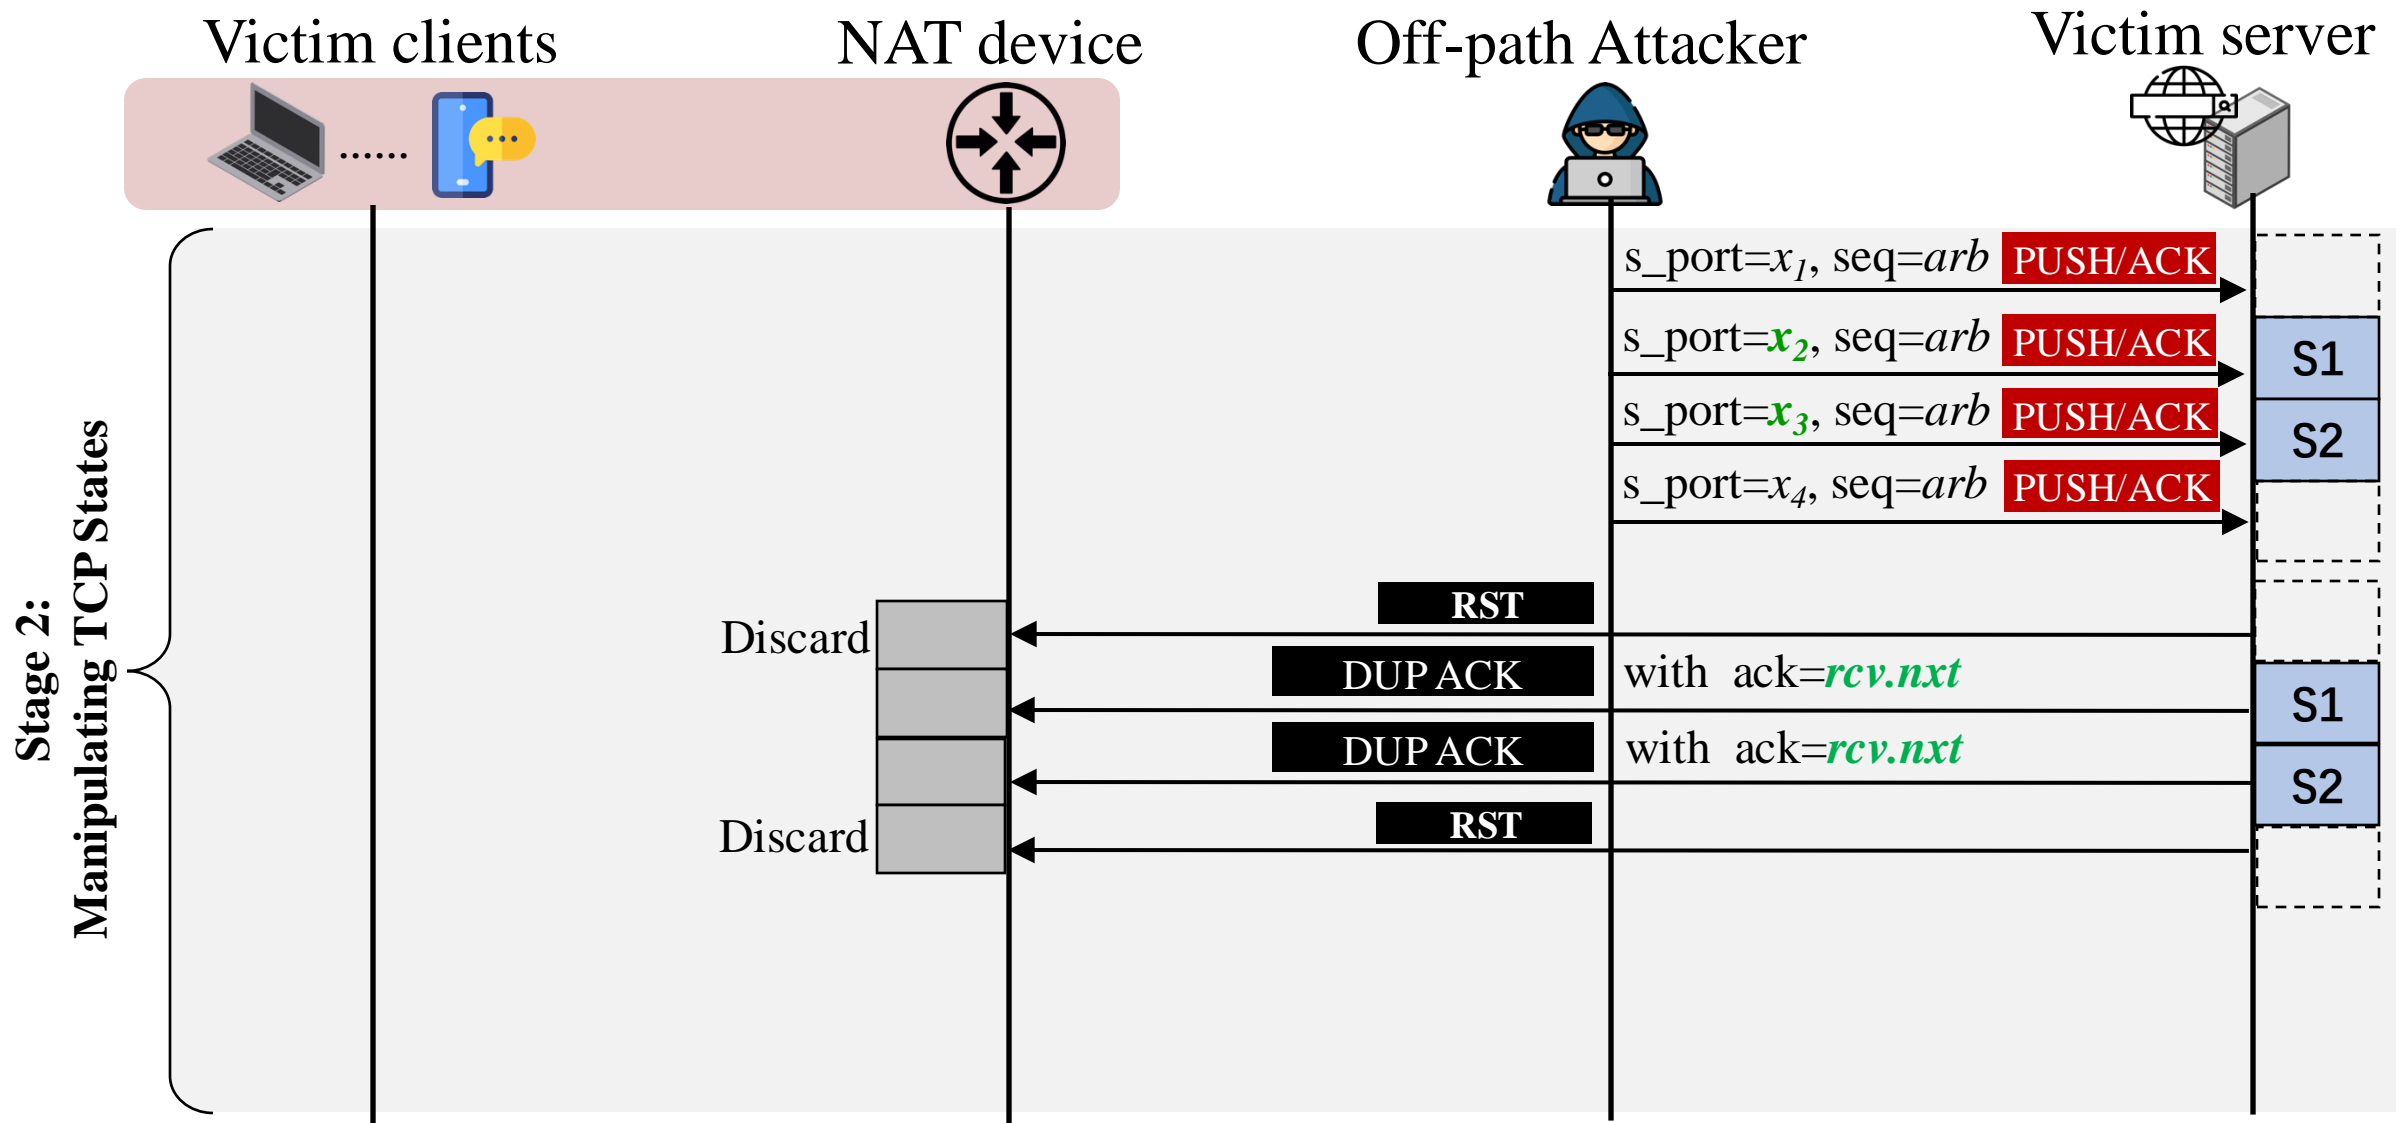 Victim clients
NAT device
Off-path Attacker
Victim server
......
Stage 2:
Manipulating TCP States
s_port=x1, seq=arb PUSH/ACK
s_port=x2, seq=arb PUSH/ACK
S1
s_port=x3, seq=arb PUSH/ACK
S2
s_port=x4, seq=arb PUSH/ACK
RST
Discard
DUP ACK with ack=rcv.nxt
S1
DUP ACK with ack=rcv.nxt
S2
RST
Discard